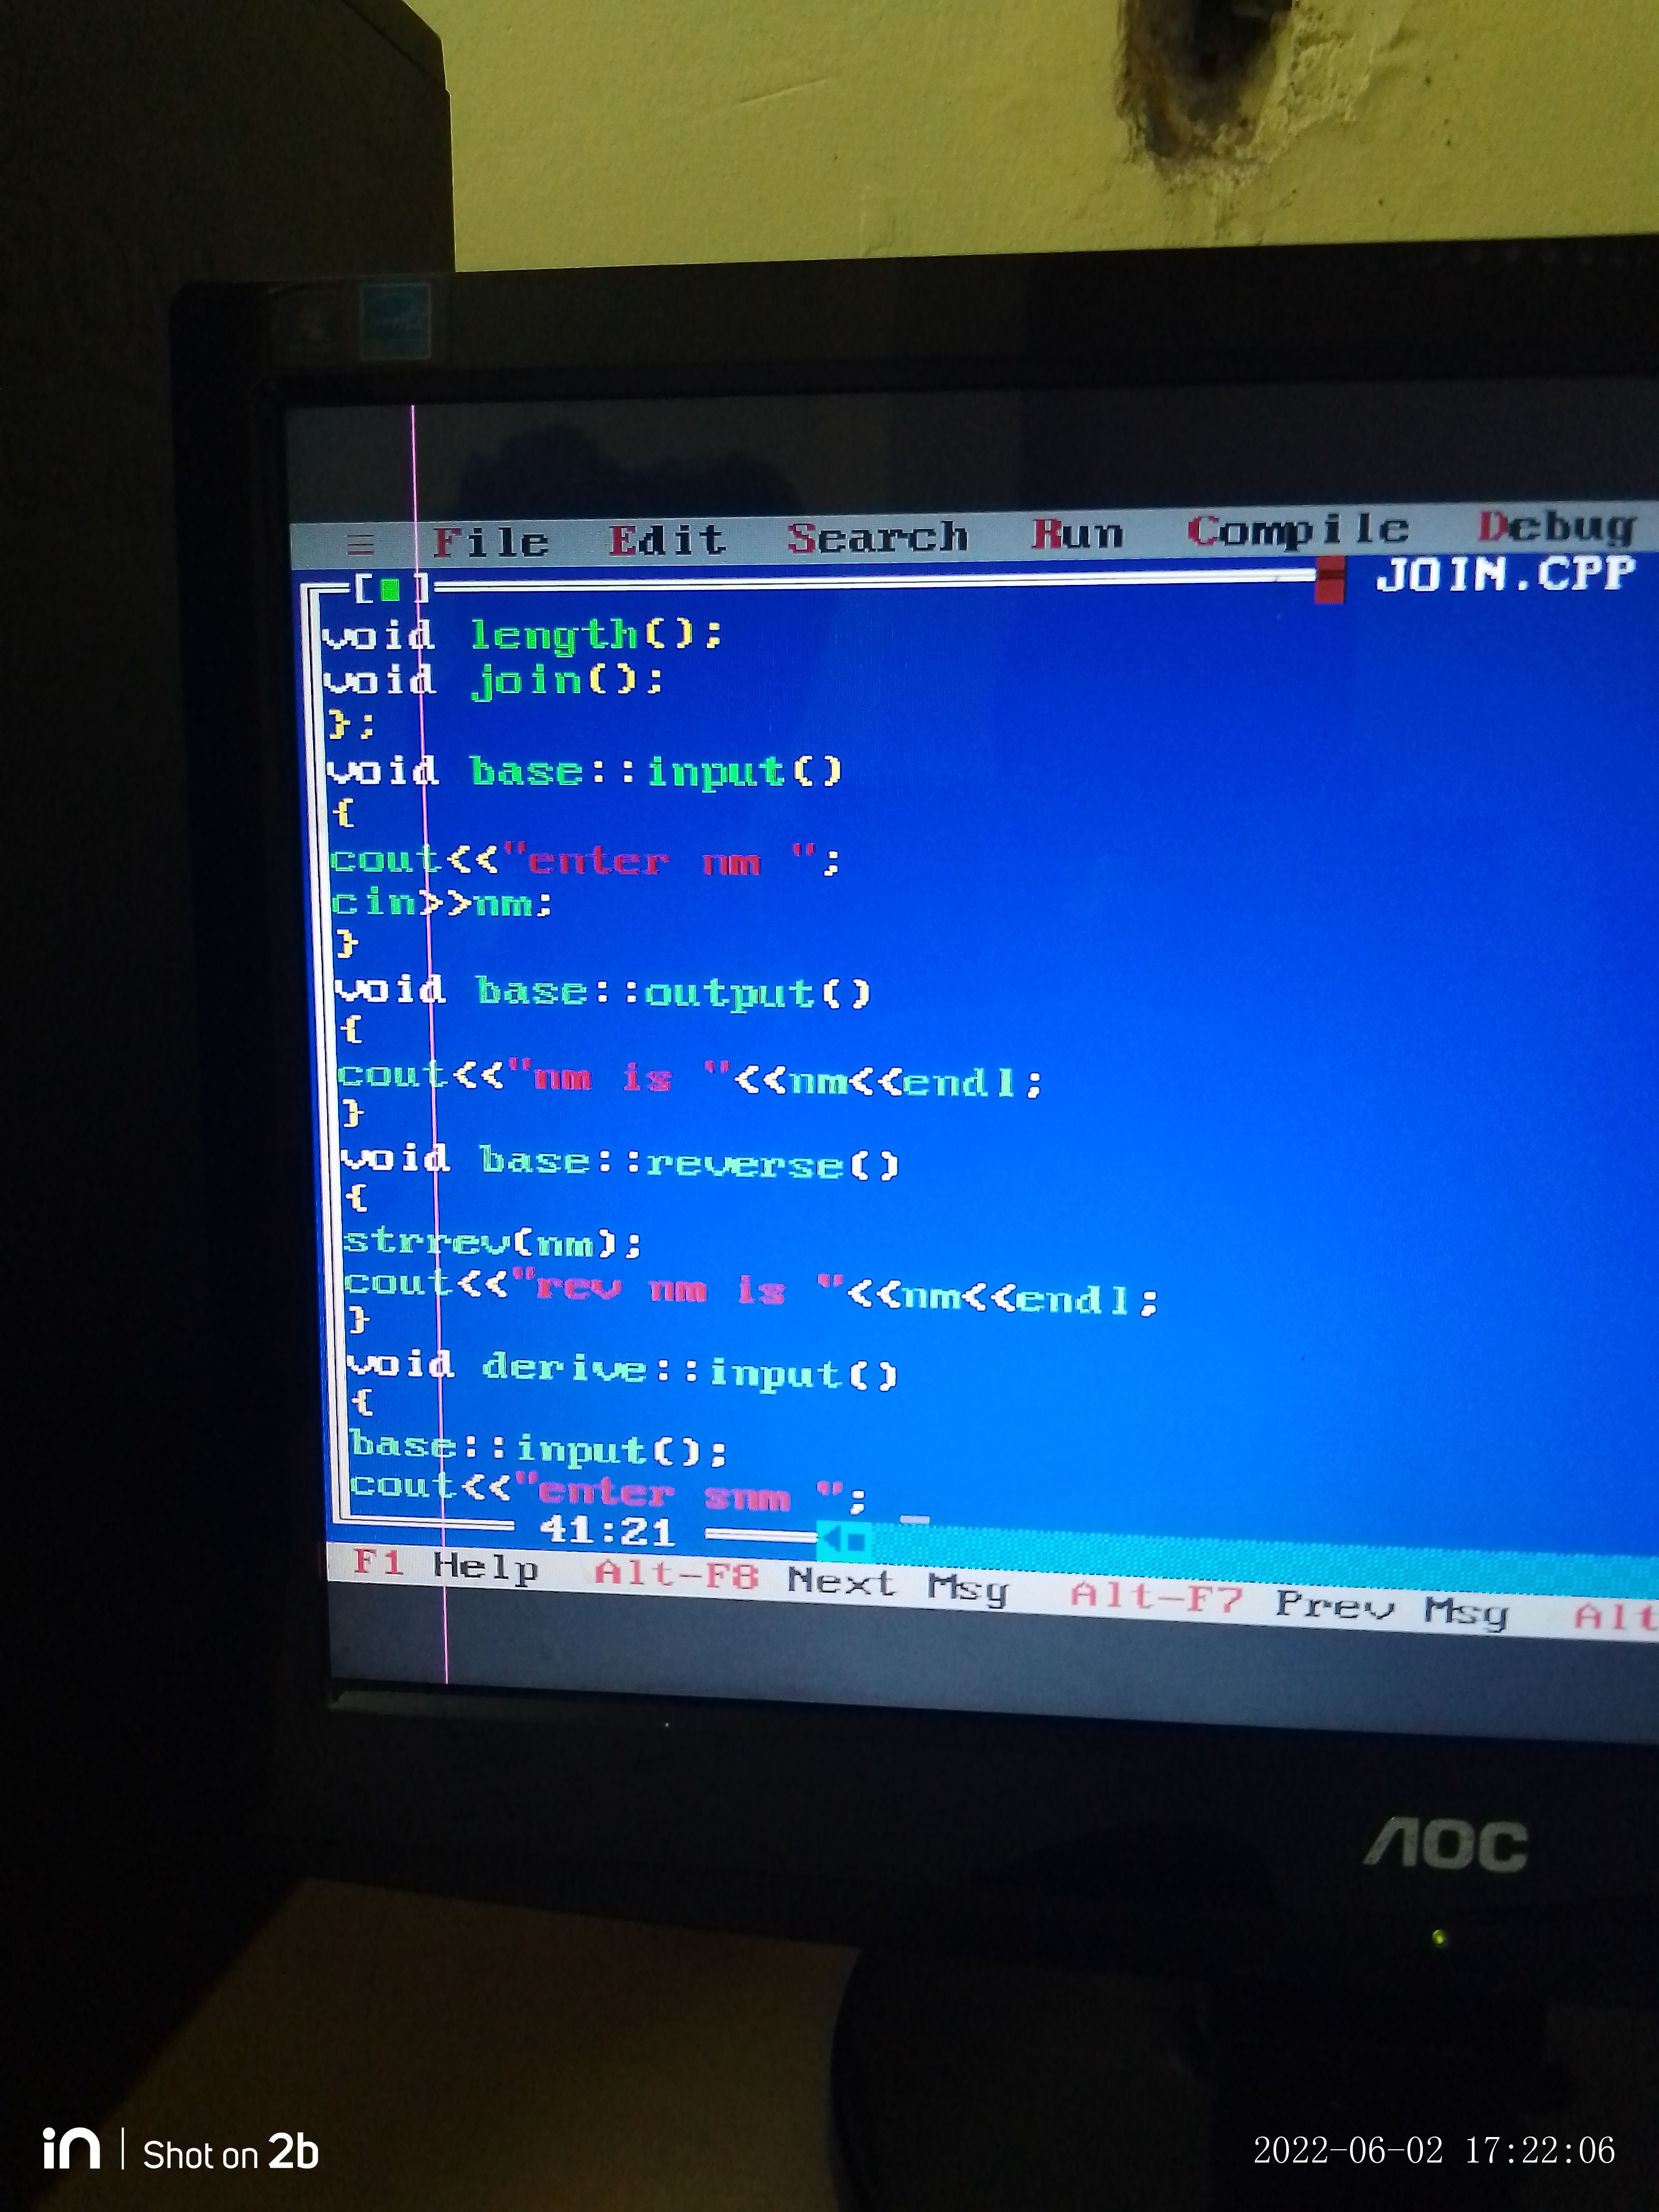 ≡ File Edit Search Run Compile Debug
[■] JOIN.CPP
void length();
void join();
};
void base::input()
{
cout<<"enter nm ";
cin>>nm;
}
void base::output()
{
cout<<"nm is "<<nm<<endl;
}
void base::reverse()
{
strrev(nm);
cout<<"rev nm is "<<nm<<endl;
}
void derive::input()
{
base::input();
cout<<"enter snm "; _
41:21
F1 Help Alt-F8 Next Msg Alt-F7 Prev Msg Alt
AOC
in | Shot on 2b
2022-06-02 17:22:06